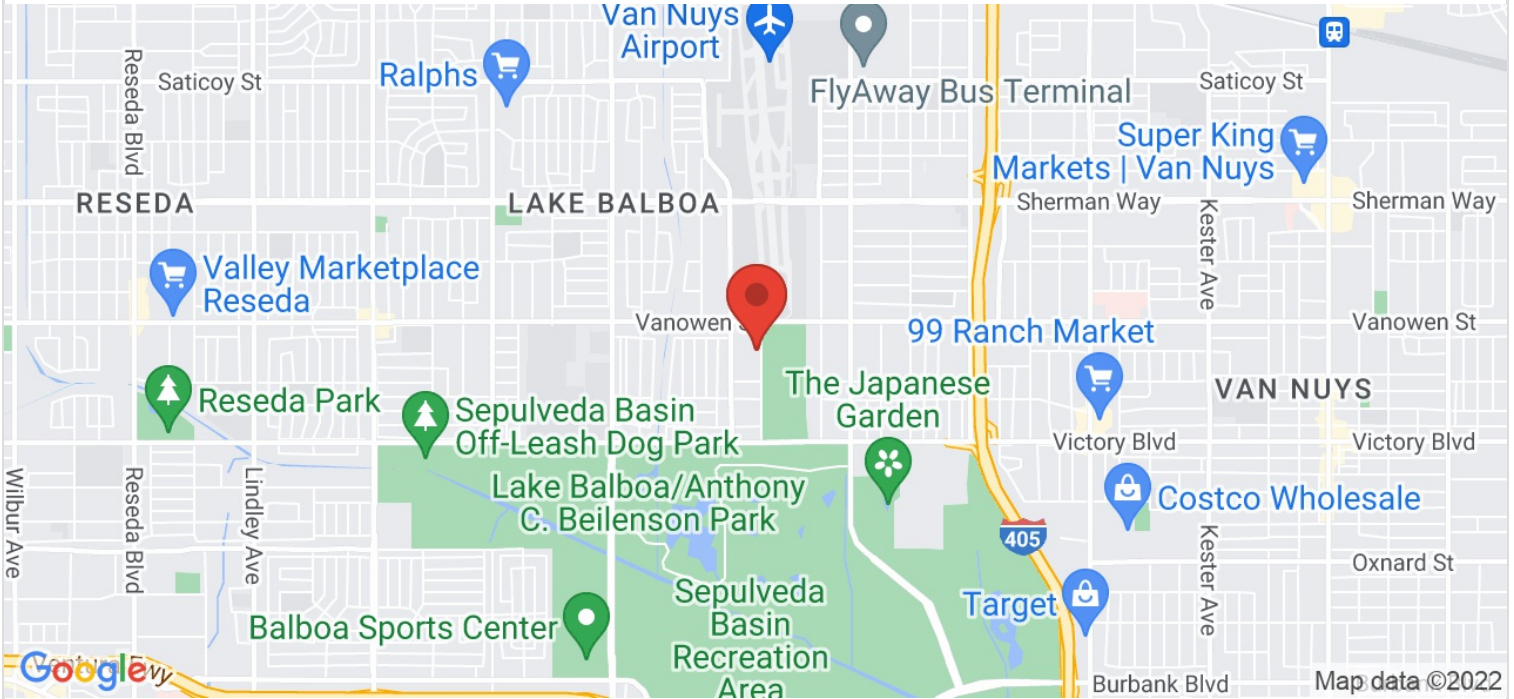 Van Nuys
Airport
Reseda Blvd
Saticoy St
Ralphs
FlyAway Bus Terminal
Saticoy St
Super King
Markets | Van Nuys
RESEDA
LAKE BALBOA
Sherman Way
Kester Ave
Sherman Way
Valley Marketplace
Reseda
Vanowen
99 Ranch Market
Vanowen St
Reseda Park
Sepulveda Basin
Off-Leash Dog Park
The Japanese
Garden
VAN NUYS
Victory Blvd
Victory Blvd
Wilbur Ave
Reseda Blvd
Lindley Ave
Lake Balboa/Anthony
C. Beilenson Park
Costco Wholesale
405
Kester Ave
Oxnard St
Balboa Sports Center
Sepulveda
Basin
Recreation
Area
Target
Google
Burbank Blvd
Map data ©2022